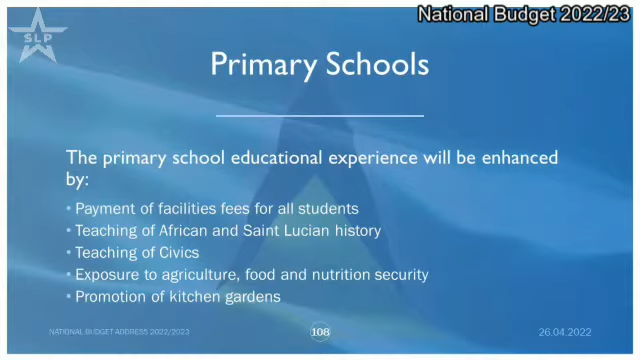 National Budget 2022/23
SLP
Primary Schools
The primary school educational experience will be enhanced
by:
• Payment of facilities fees for all students
• Teaching of African and Saint Lucian history
• Teaching of Civics
• Exposure to agriculture, food and nutrition security
• Promotion of kitchen gardens
NATIONAL BUDGET ADDRESS 2022/2023
108
26.04.2022